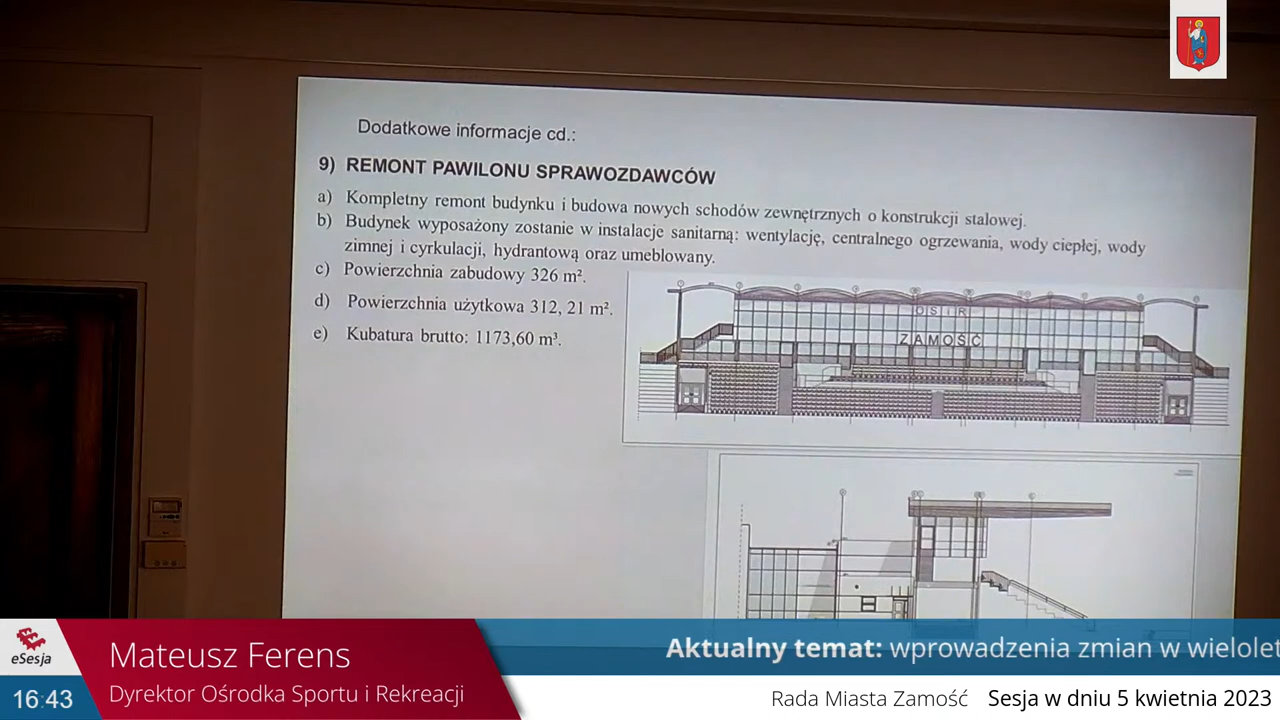 Dodatkowe informacje cd.:
9) REMONT PAWILONU SPRAWOZDAWCÓW
a) Kompletny remont budynku i budowa nowych schodów zewnętrznych o konstrukcji stalowej.
b) Budynek wyposażony zostanie w instalacje sanitarną: wentylację, centralnego ogrzewania, wody ciepłej, wody
zimnej i cyrkulacji, hydrantową oraz umeblowany.
c) Powierzchnia zabudowy 326 m².
d) Powierzchnia użytkowa 312, 21 m².
e) Kubatura brutto: 1173,60 m³.
OSiR
ZAMOŚĆ
eSesja
Mateusz Ferens
Aktualny temat: wprowadzenia zmian w wielolet
16:43
Dyrektor Ośrodka Sportu i Rekreacji
Rada Miasta Zamość Sesja w dniu 5 kwietnia 2023